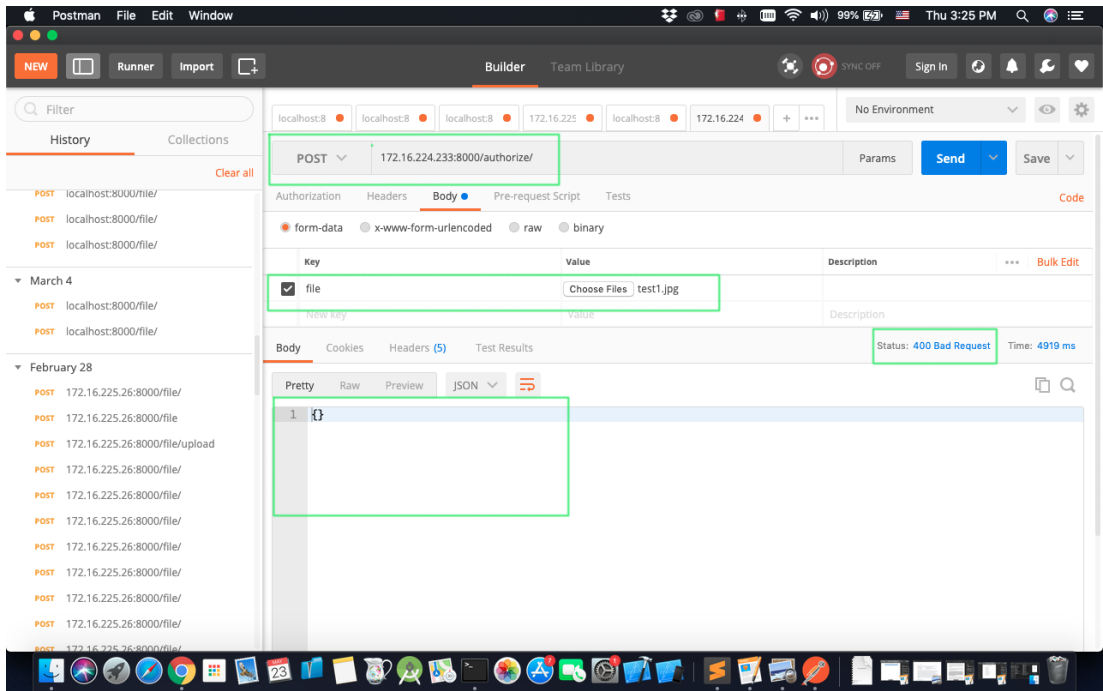 Postman File Edit Window 99% Thu 3:25 PM
NEW Runner Import Builder Team Library SYNC OFF Sign In
Filter
History Collections
Clear all
POST localhost:8000/file/
POST localhost:8000/file/
POST localhost:8000/file/
March 4
POST localhost:8000/file/
POST localhost:8000/file/
February 28
POST 172.16.225.26:8000/file/
POST 172.16.225.26:8000/file
POST 172.16.225.26:8000/file/upload
POST 172.16.225.26:8000/file/
POST 172.16.225.26:8000/file/
POST 172.16.225.26:8000/file/
POST 172.16.225.26:8000/file/
POST 172.16.225.26:8000/file/
POST 172.16.225.26:8000/file/
POST 172.16.225.26:8000/file/
POST 172.16.225.26:8000/file/
localhost:8 localhost:8 localhost:8 172.16.225 localhost:8 172.16.224 + ••• No Environment
POST 172.16.224.233:8000/authorize/ Params Send Save
Authorization Headers Body Pre-request Script Tests Code
form-data x-www-form-urlencoded raw binary
Key Value Description ••• Bulk Edit
file Choose Files test1.jpg
New key Value Description
Body Cookies Headers (5) Test Results Status: 400 Bad Request Time: 4919 ms
Pretty Raw Preview JSON
1 {}
MAY
23